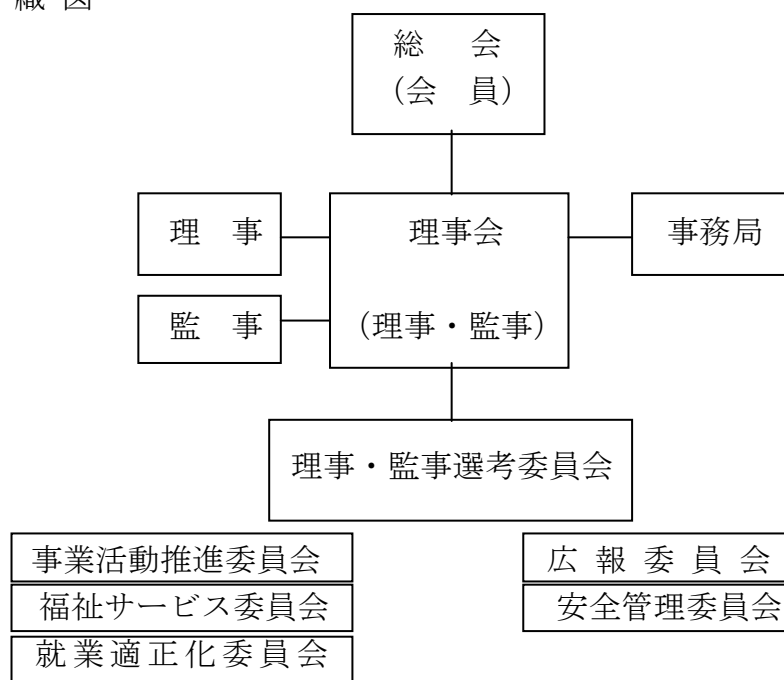 織 図
総 会
(会 員)
理 事
理事会
事務局
監 事
(理事・監事)
理事・監事選考委員会
事業活動推進委員会
広 報 委 員 会
福祉サービス委員会
安全管理委員会
就業適正化委員会